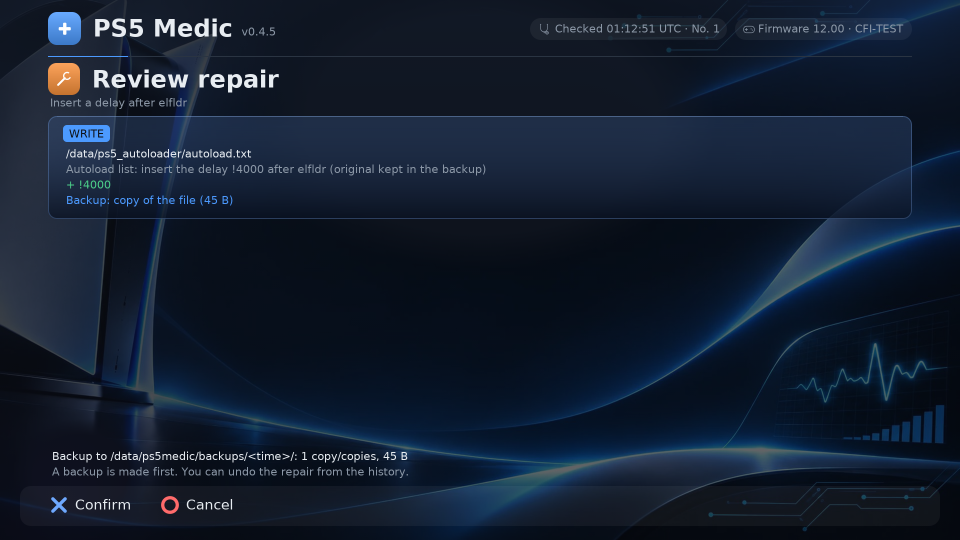 PS5 Medic v0.4.5
Checked 01:12:51 UTC · No. 1
Firmware 12.00 · CFI-TEST
Review repair
Insert a delay after elfldr
WRITE
/data/ps5_autoloader/autoload.txt
Autoload list: insert the delay !4000 after elfldr (original kept in the backup)
+ !4000
Backup: copy of the file (45 B)
Backup to /data/ps5medic/backups/<time>/: 1 copy/copies, 45 B
A backup is made first. You can undo the repair from the history.
Confirm
Cancel